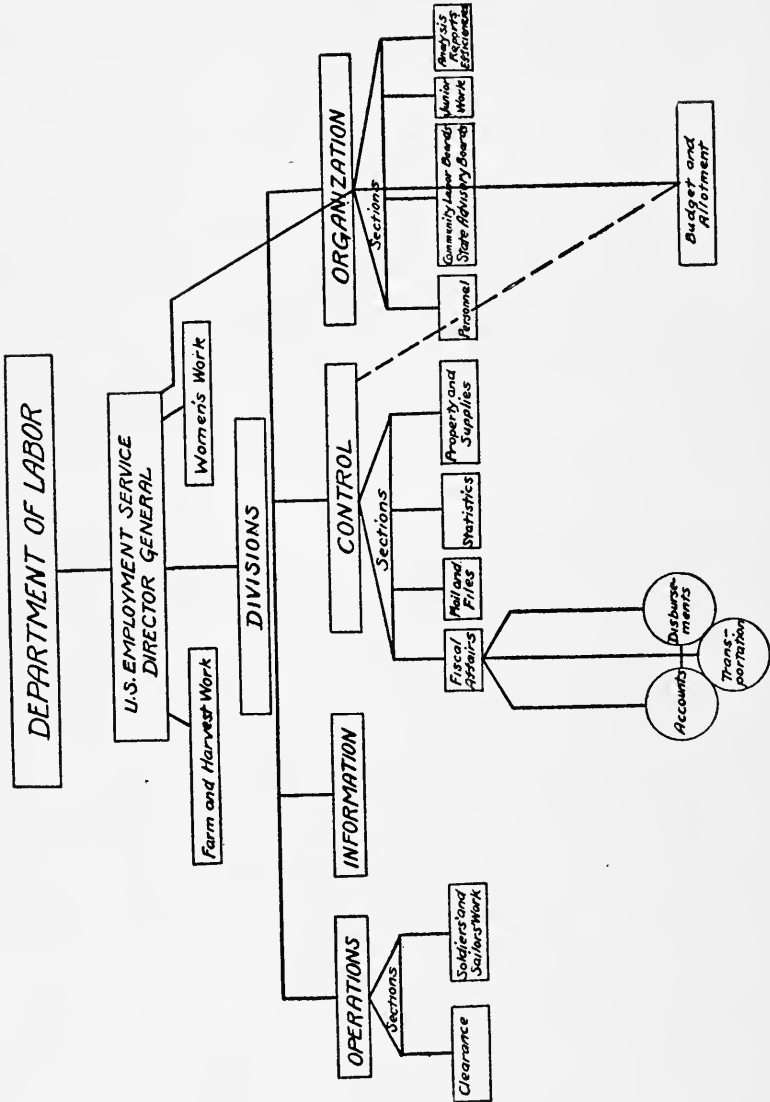 DEPARTMENT OF LABOR
U.S. EMPLOYMENT SERVICE
DIRECTOR GENERAL
Farm and Harvest Work
Women's Work
DIVISIONS
OPERATIONS
INFORMATION
CONTROL
ORGANIZATION
Sections
Sections
Sections
Clearance
Soldiers' and
Sailors' Work
Fiscal
Affairs
Mail and
Files
Statistics
Property and
Supplies
Personnel
Community Labor Boards
State Advisory Boards
Junior
Work
Analysis
Reports
Efficiences
Accounts
Trans-
portation
Disburse-
ments
Budget and
Allotment